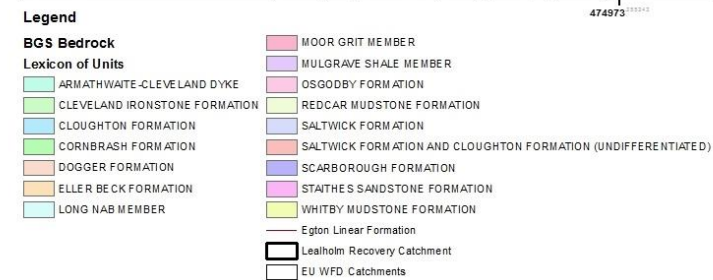 474973
Legend
BGS Bedrock
Lexicon of Units
ARMATHWAITE-CLEVELAND DYKE
CLEVELAND IRONSTONE FORMATION
CLOUGHTON FORMATION
CORNBRASH FORMATION
DOGGER FORMATION
ELLER BECK FORMATION
LONG NAB MEMBER
MOOR GRIT MEMBER
MULGRAVE SHALE MEMBER
OSGODBY FORMATION
REDCAR MUDSTONE FORMATION
SALTWICK FORMATION
SALTWICK FORMATION AND CLOUGHTON FORMATION (UNDIFFERENTIATED)
SCARBOROUGH FORMATION
STAITHES SANDSTONE FORMATION
WHITBY MUDSTONE FORMATION
Egton Linear Formation
Lealholm Recovery Catchment
EU WFD Catchments